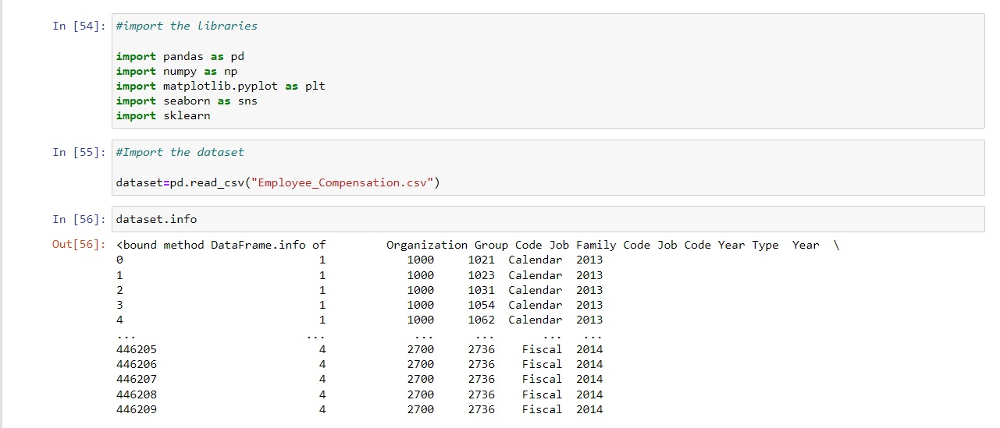 In [54]: #import the libraries
import pandas as pd
import numpy as np
import matplotlib.pyplot as plt
import seaborn as sns
import sklearn
In [55]: #Import the dataset
dataset=pd.read_csv("Employee_Compensation.csv")
In [56]: dataset.info
Out[56]: <bound method DataFrame.info of         Organization Group Code Job Family Code Job Code Year Type  Year  \
0                             1            1000     1021  Calendar  2013
1                             1            1000     1023  Calendar  2013
2                             1            1000     1031  Calendar  2013
3                             1            1000     1054  Calendar  2013
4                             1            1000     1062  Calendar  2013
...                         ...             ...      ...       ...   ...
446205                        4            2700     2736    Fiscal  2014
446206                        4            2700     2736    Fiscal  2014
446207                        4            2700     2736    Fiscal  2014
446208                        4            2700     2736    Fiscal  2014
446209                        4            2700     2736    Fiscal  2014